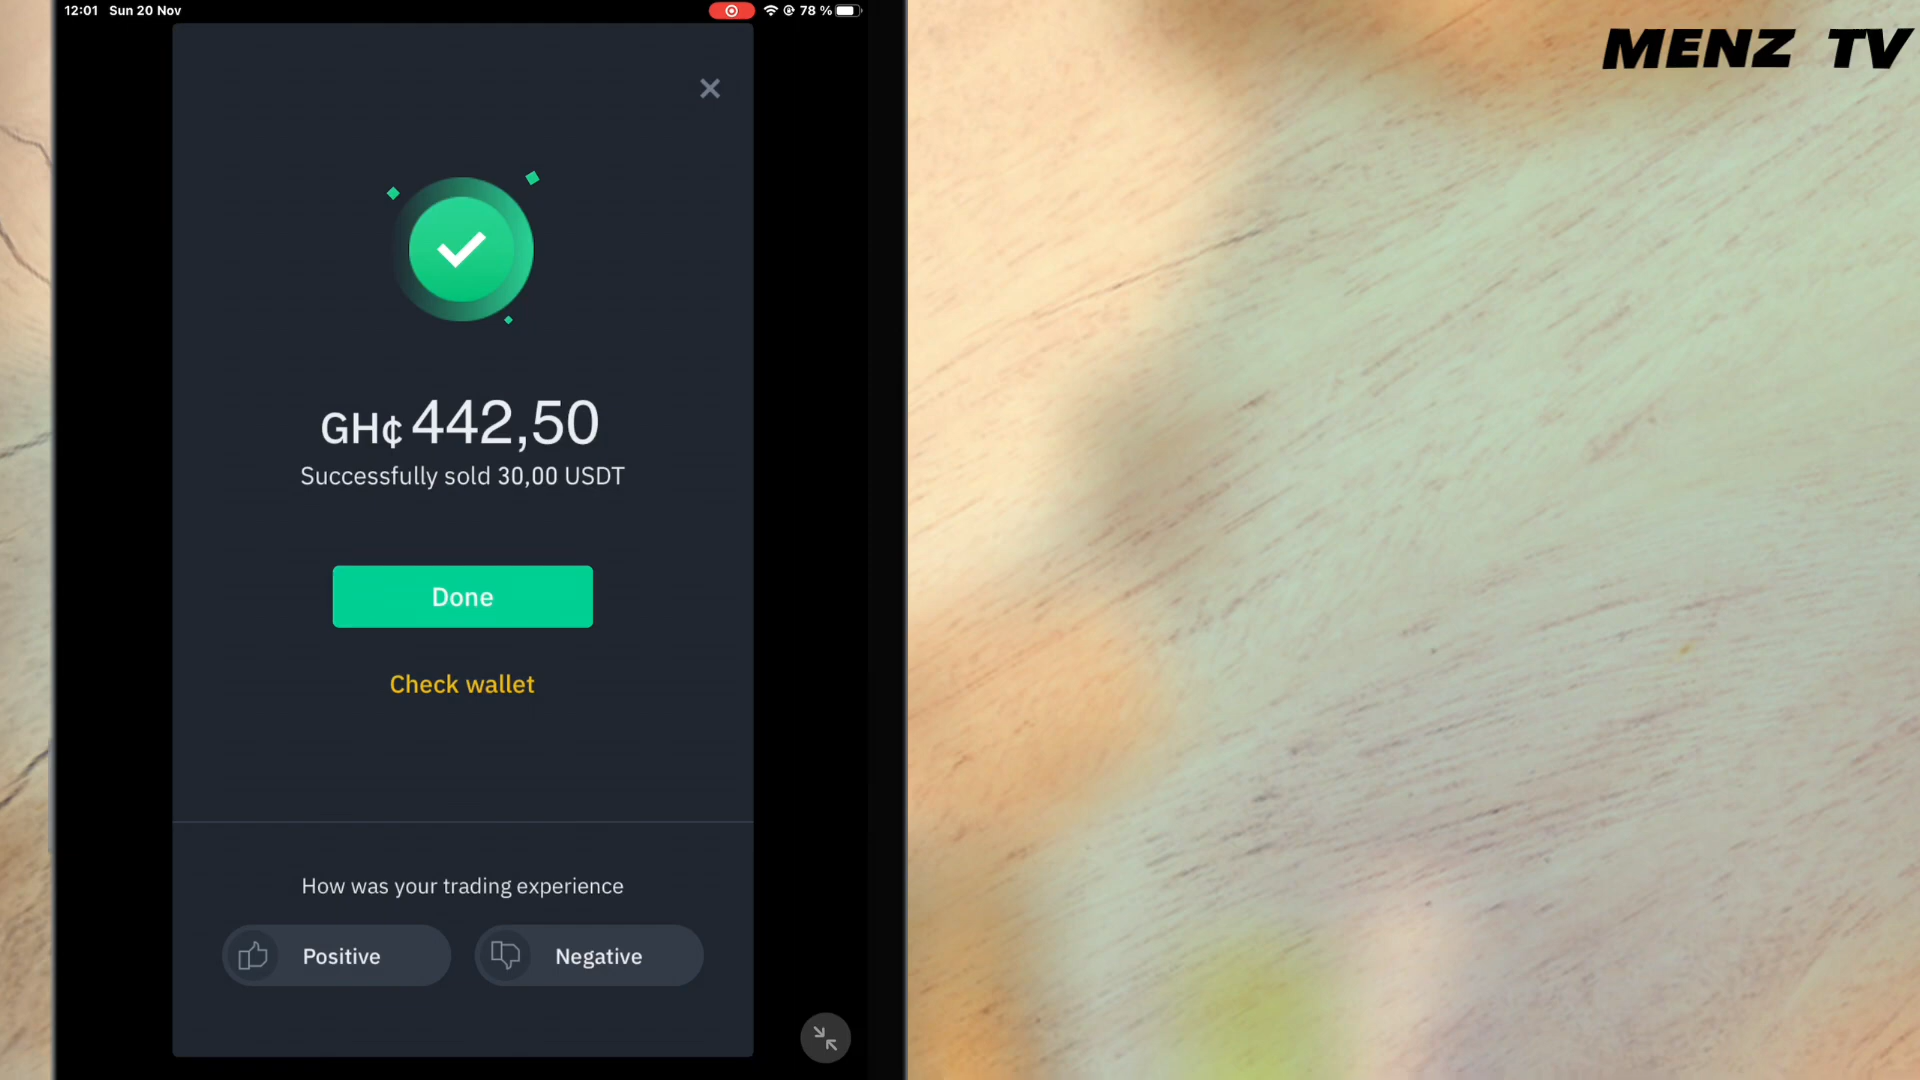 12:01 Sun 20 Nov
78 %
MENZ TV
GH¢ 442,50
Successfully sold 30,00 USDT
Done
Check wallet
How was your trading experience
Positive
Negative